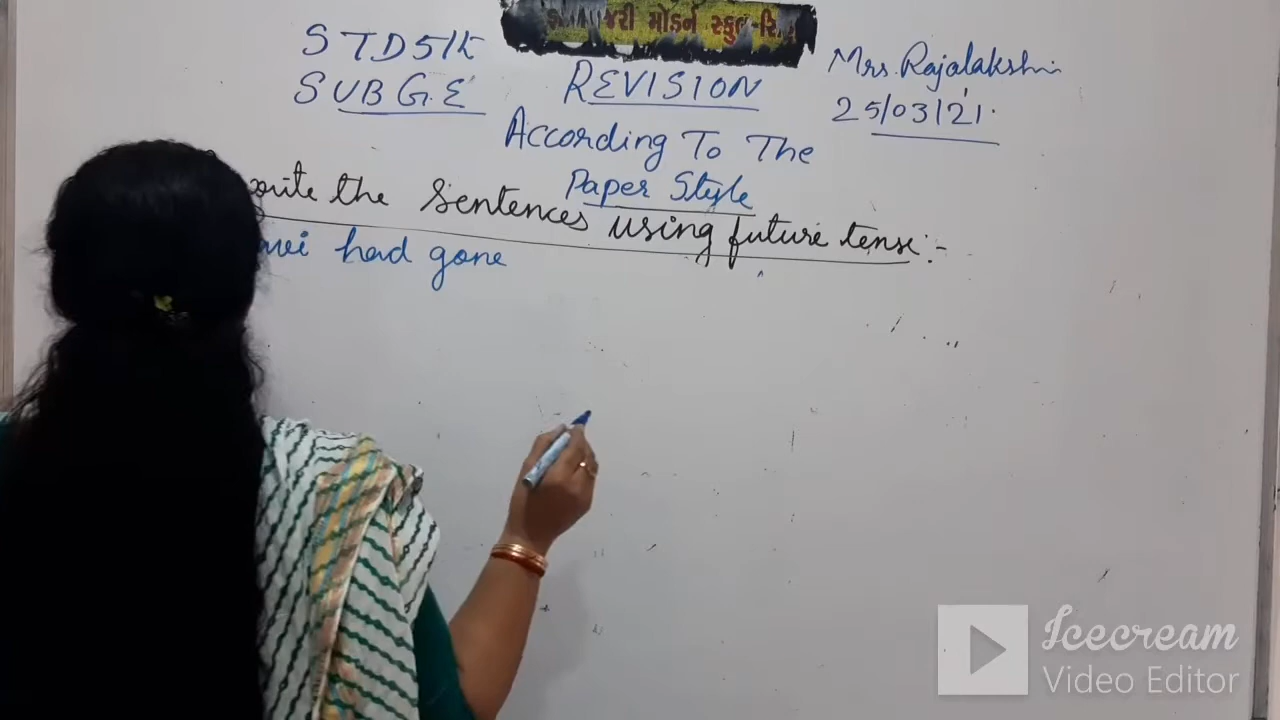 મોડર્ન સ્કુલ
STD 5th
SUB G.E
REVISION
Mrs. Rajalakshmi
25/03/21.
According To The
Paper Style
the Sentences using future tense:-
had gone
Icecream
Video Editor